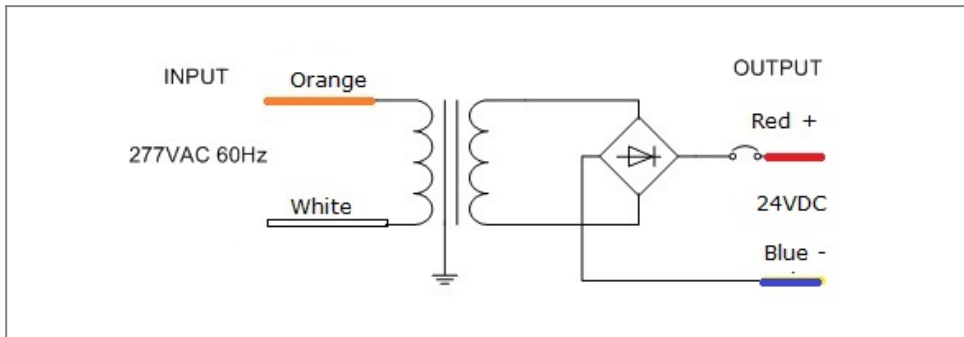 INPUT
Orange
277VAC 60Hz
White
OUTPUT
Red +
24VDC
Blue -